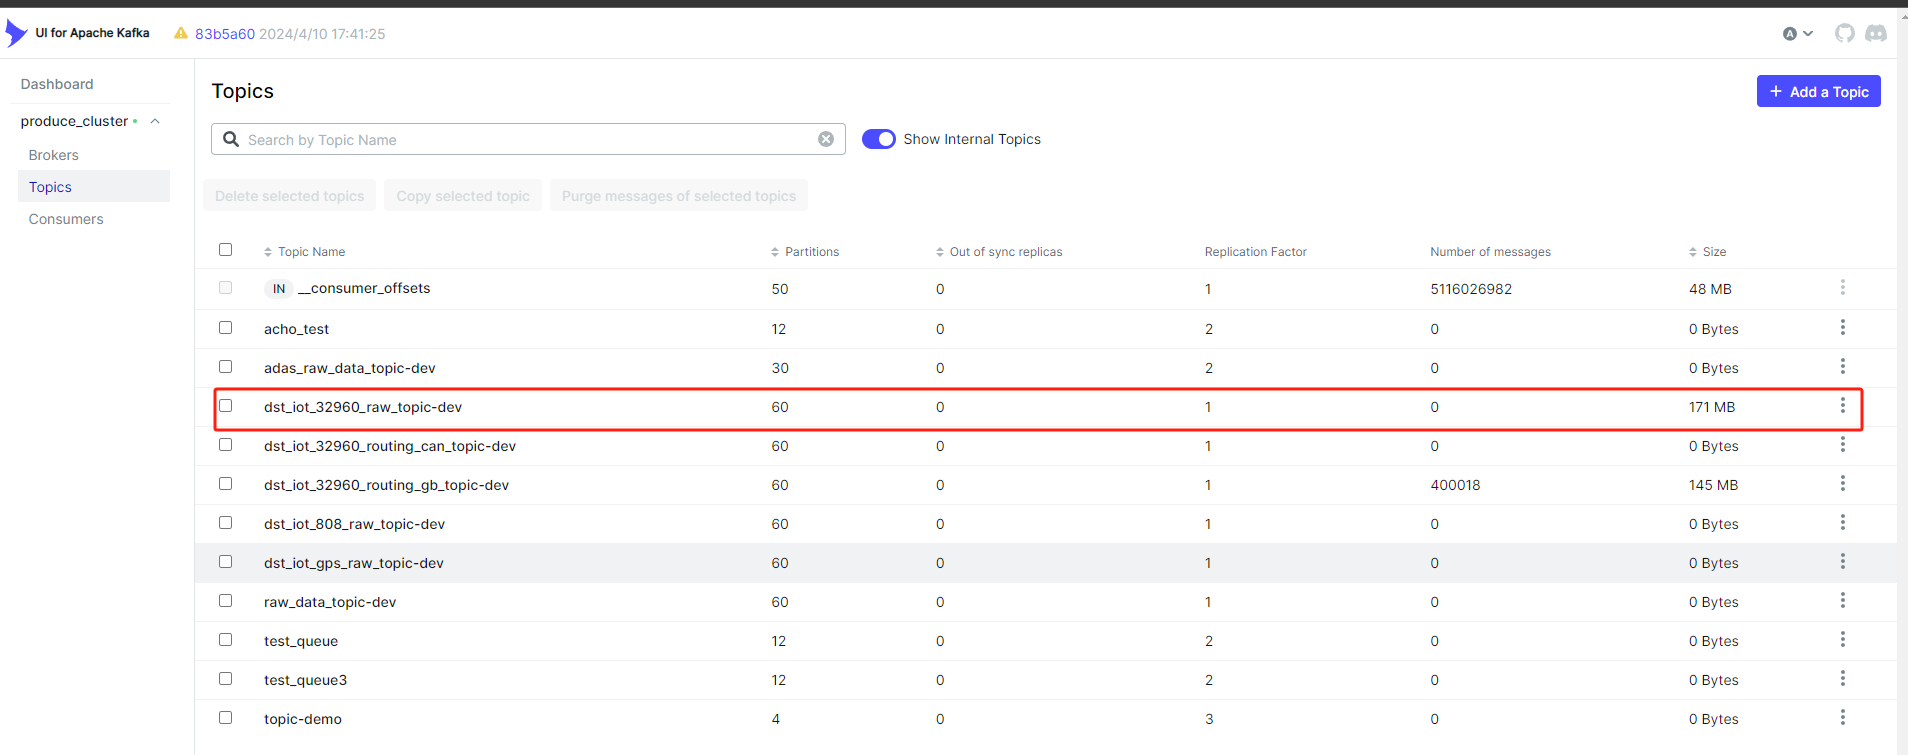 UI for Apache Kafka 83b5a60 2024/4/10 17:41:25 A
Dashboard
produce_cluster
Brokers
Topics
Consumers
Topics
+ Add a Topic
Search by Topic Name
Show Internal Topics
Delete selected topics Copy selected topic Purge messages of selected topics
Topic Name Partitions Out of sync replicas Replication Factor Number of messages Size
IN __consumer_offsets 50 0 1 5116026982 48 MB
acho_test 12 0 2 0 0 Bytes
adas_raw_data_topic-dev 30 0 2 0 0 Bytes
dst_iot_32960_raw_topic-dev 60 0 1 0 171 MB
dst_iot_32960_routing_can_topic-dev 60 0 1 0 0 Bytes
dst_iot_32960_routing_gb_topic-dev 60 0 1 400018 145 MB
dst_iot_808_raw_topic-dev 60 0 1 0 0 Bytes
dst_iot_gps_raw_topic-dev 60 0 1 0 0 Bytes
raw_data_topic-dev 60 0 1 0 0 Bytes
test_queue 12 0 2 0 0 Bytes
test_queue3 12 0 2 0 0 Bytes
topic-demo 4 0 3 0 0 Bytes